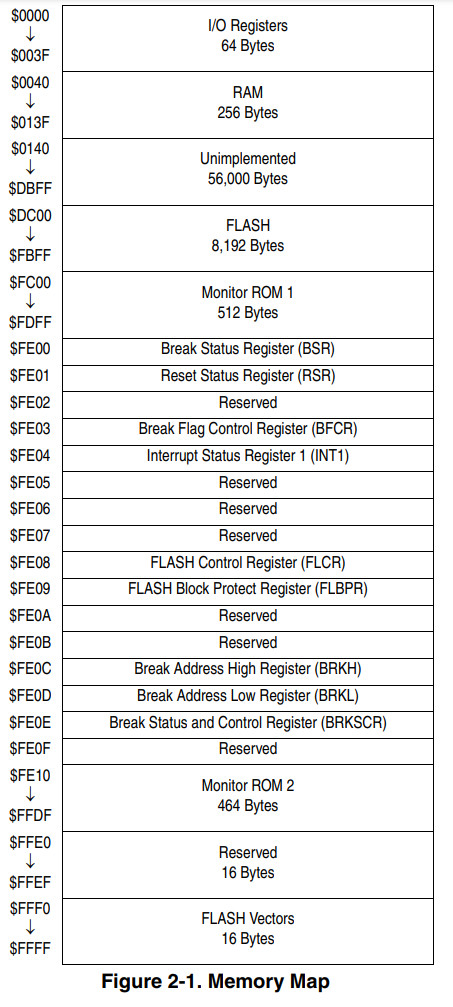 $0000
↓
$003F
I/O Registers
64 Bytes
$0040
↓
$013F
RAM
256 Bytes
$0140
↓
$DBFF
Unimplemented
56,000 Bytes
$DC00
↓
$FBFF
FLASH
8,192 Bytes
$FC00
↓
$FDFF
Monitor ROM 1
512 Bytes
$FE00 Break Status Register (BSR)
$FE01 Reset Status Register (RSR)
$FE02 Reserved
$FE03 Break Flag Control Register (BFCR)
$FE04 Interrupt Status Register 1 (INT1)
$FE05 Reserved
$FE06 Reserved
$FE07 Reserved
$FE08 FLASH Control Register (FLCR)
$FE09 FLASH Block Protect Register (FLBPR)
$FE0A Reserved
$FE0B Reserved
$FE0C Break Address High Register (BRKH)
$FE0D Break Address Low Register (BRKL)
$FE0E Break Status and Control Register (BRKSCR)
$FE0F Reserved
$FE10
↓
$FFDF
Monitor ROM 2
464 Bytes
$FFE0
↓
$FFEF
Reserved
16 Bytes
$FFF0
↓
$FFFF
FLASH Vectors
16 Bytes
Figure 2-1. Memory Map